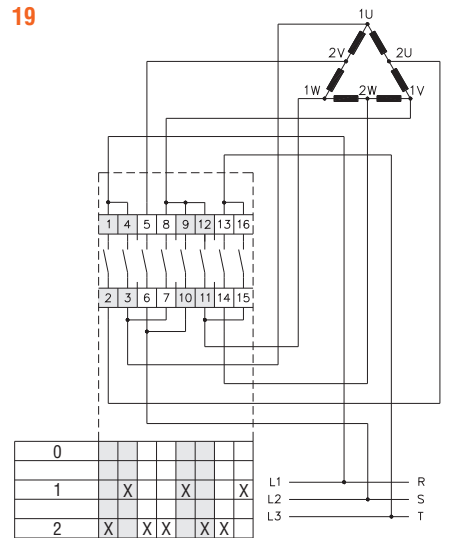 19
1U
2V 2U
1W 2W 1V
1 4 5 8 9 12 13 16
2 3 6 7 10 11 14 15
0
1 X X X
2 X X X X X
L1 R
L2 S
L3 T